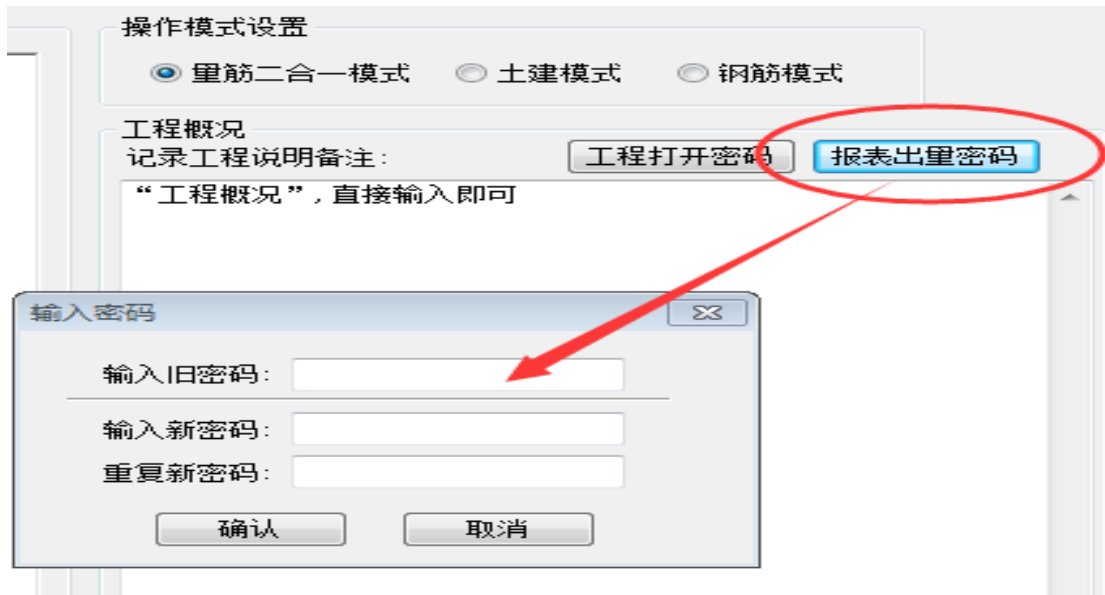 操作模式设置
量筋二合一模式 土建模式 钢筋模式
工程概况
记录工程说明备注: 工程打开密码 报表出量密码
“工程概况”,直接输入即可
输入密码
输入旧密码:
输入新密码:
重复新密码:
确认 取消